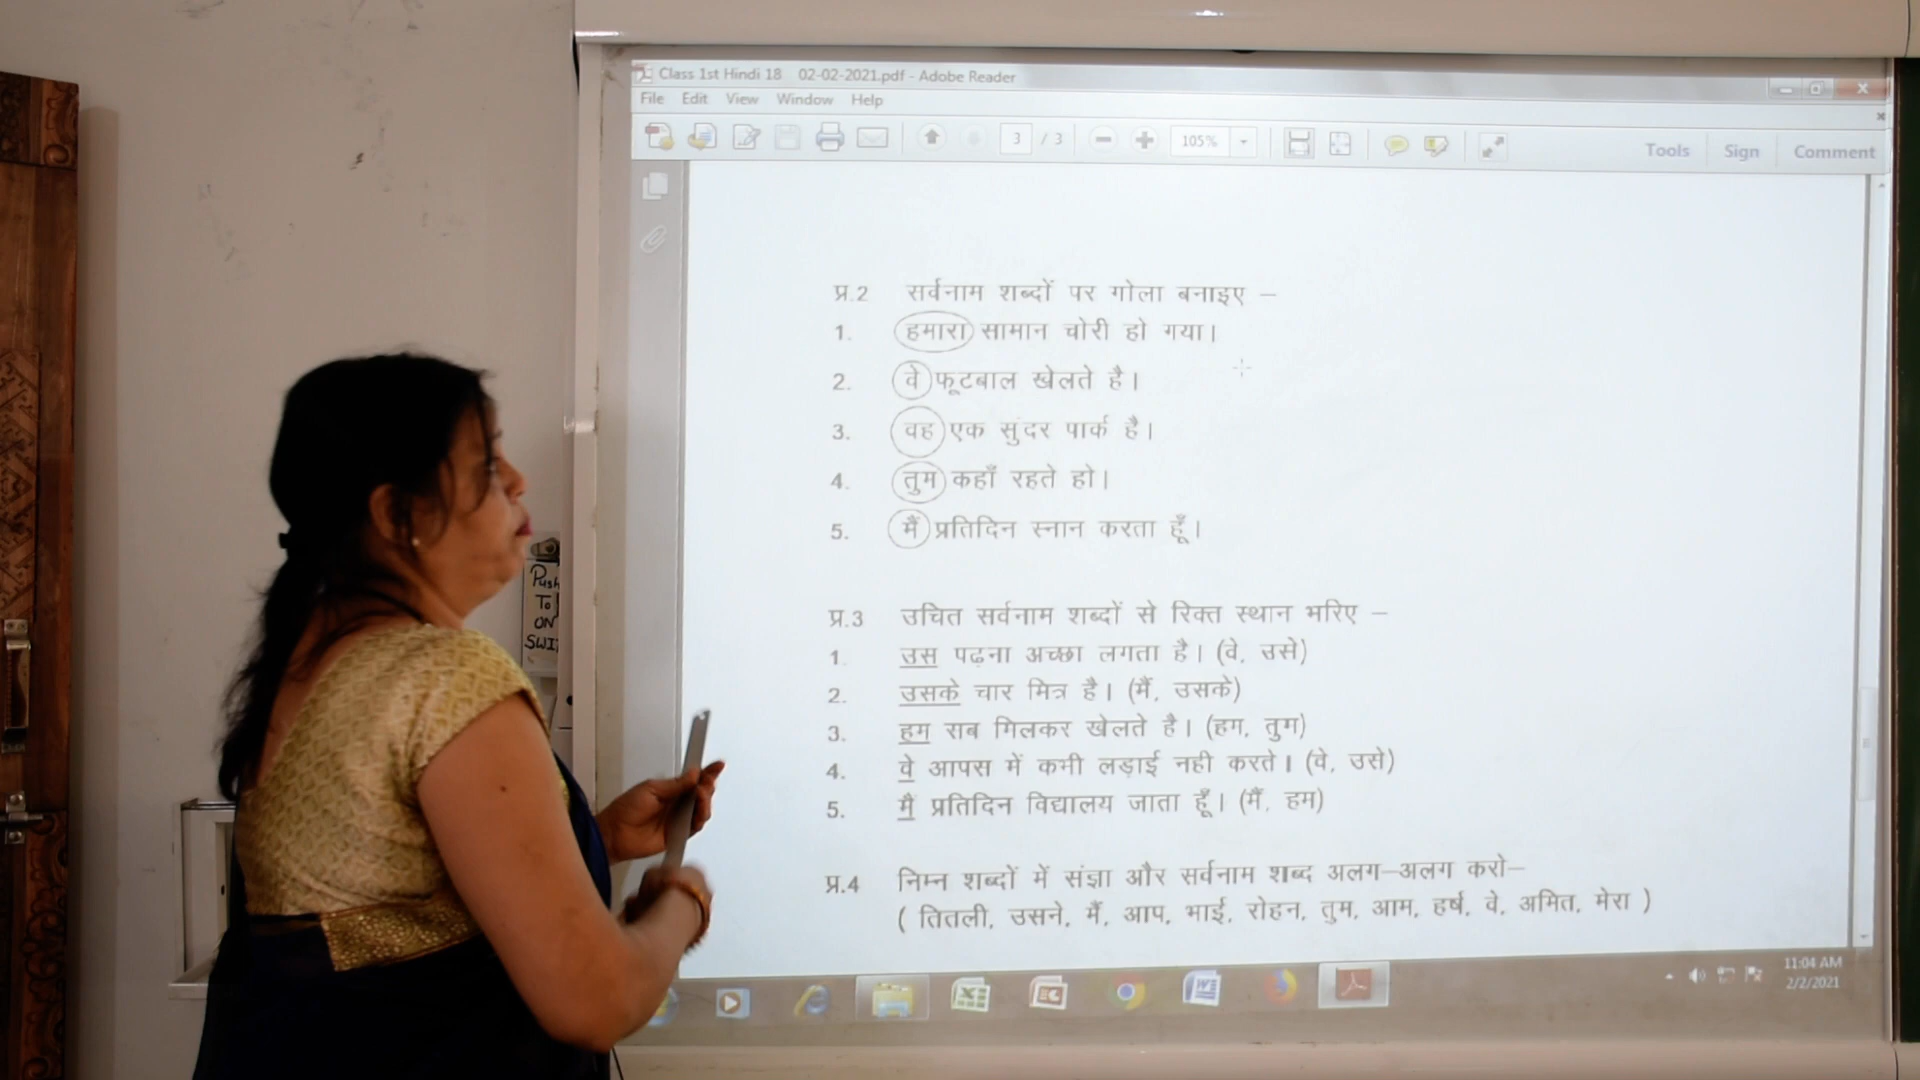 Class 1st Hindi 18 02-02-2021.pdf - Adobe Reader
File Edit View Window Help
3 / 3 105% Tools Sign Comment
प्र.2 सर्वनाम शब्दों पर गोला बनाइए –
1. हमारा सामान चोरी हो गया।
2. वे फूटबाल खेलते है।
3. वह एक सुंदर पार्क है।
4. तुम कहाँ रहते हो।
5. मैं प्रतिदिन स्नान करता हूँ।
प्र.3 उचित सर्वनाम शब्दों से रिक्त स्थान भरिए –
1. उस पढ़ना अच्छा लगता है। (वे, उसे)
2. उसके चार मित्र है। (मैं, उसके)
3. हम सब मिलकर खेलते है। (हम, तुम)
4. वे आपस में कभी लड़ाई नही करते। (वे, उसे)
5. मै प्रतिदिन विद्यालय जाता हूँ। (मैं, हम)
प्र.4 निम्न शब्दों में संज्ञा और सर्वनाम शब्द अलग–अलग करो–
( तितली, उसने, मैं, आप, भाई, रोहन, तुम, आम, हर्ष, वे, अमित, मेरा )
11:04 AM
2/2/2021
Push
To
ON